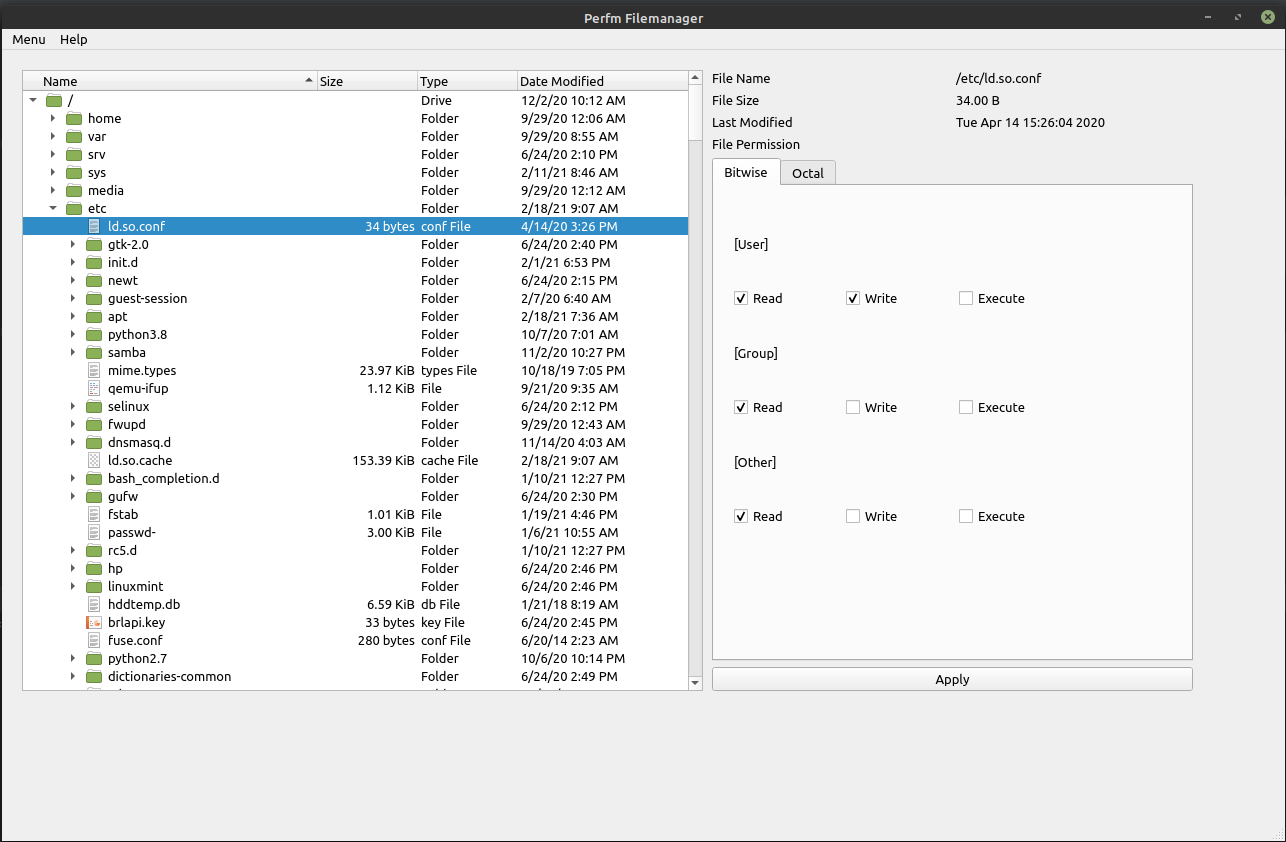 Perfm Filemanager
Menu Help
Name Size Type Date Modified
/ Drive 12/2/20 10:12 AM
home Folder 9/29/20 12:06 AM
var Folder 9/29/20 8:55 AM
srv Folder 6/24/20 2:10 PM
sys Folder 2/11/21 8:46 AM
media Folder 9/29/20 12:12 AM
etc Folder 2/18/21 9:07 AM
ld.so.conf 34 bytes conf File 4/14/20 3:26 PM
gtk-2.0 Folder 6/24/20 2:40 PM
init.d Folder 2/1/21 6:53 PM
newt Folder 6/24/20 2:15 PM
guest-session Folder 2/7/20 6:40 AM
apt Folder 2/18/21 7:36 AM
python3.8 Folder 10/7/20 7:01 AM
samba Folder 11/2/20 10:27 PM
mime.types 23.97 KiB types File 10/18/19 7:05 PM
qemu-ifup 1.12 KiB File 9/21/20 9:35 AM
selinux Folder 6/24/20 2:12 PM
fwupd Folder 9/29/20 12:43 AM
dnsmasq.d Folder 11/14/20 4:03 AM
ld.so.cache 153.39 KiB cache File 2/18/21 9:07 AM
bash_completion.d Folder 1/10/21 12:27 PM
gufw Folder 6/24/20 2:30 PM
fstab 1.01 KiB File 1/19/21 4:46 PM
passwd- 3.00 KiB File 1/6/21 10:55 AM
rc5.d Folder 1/10/21 12:27 PM
hp Folder 6/24/20 2:46 PM
linuxmint Folder 6/24/20 2:46 PM
hddtemp.db 6.59 KiB db File 1/21/18 8:19 AM
brlapi.key 33 bytes key File 6/24/20 2:45 PM
fuse.conf 280 bytes conf File 6/20/14 2:23 AM
python2.7 Folder 10/6/20 10:14 PM
dictionaries-common Folder 6/24/20 2:49 PM
File Name /etc/ld.so.conf
File Size 34.00 B
Last Modified Tue Apr 14 15:26:04 2020
File Permission
Bitwise Octal
[User]
Read Write Execute
[Group]
Read Write Execute
[Other]
Read Write Execute
Apply